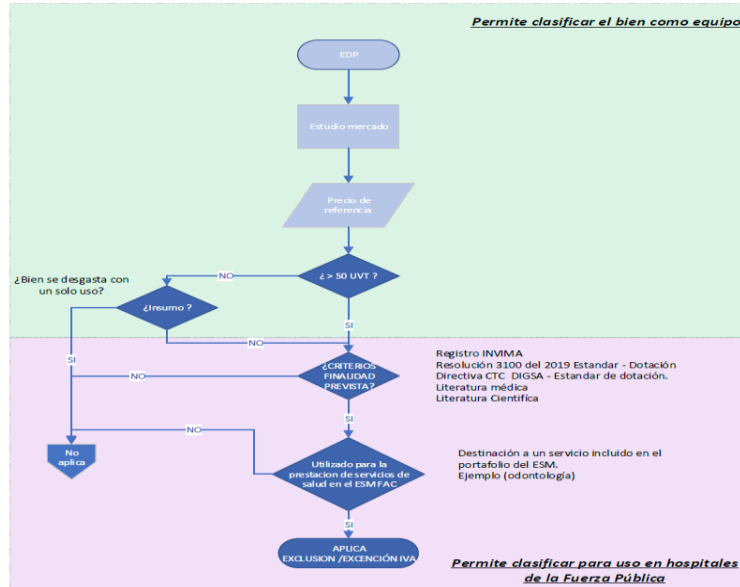 Permite clasificar el bien como equipo
EDP
Estudio mercado
Precio de
referencia
¿ > 50 UVT ?
NO
¿Bien se desgasta con
un solo uso?
¿Insumo ?
SI
NO
SI
¿CRITERIOS
FINALIDAD
PREVISTA?
NO
Registro INVIMA
Resolución 3100 del 2019 Estandar - Dotación
Directiva CTC DIGSA - Estandar de dotación.
Literatura médica
Literatura Cientifíca
SI
NO
No
aplica
Utilizado para la
prestacion de servicios de
salud en el ESM FAC
Destinación a un servicio incluido en el
portafolio del ESM.
Ejemplo (odontología)
SI
APLICA
EXCLUSION /EXCENCIÓN IVA
Permite clasificar para uso en hospitales
de la Fuerza Pública